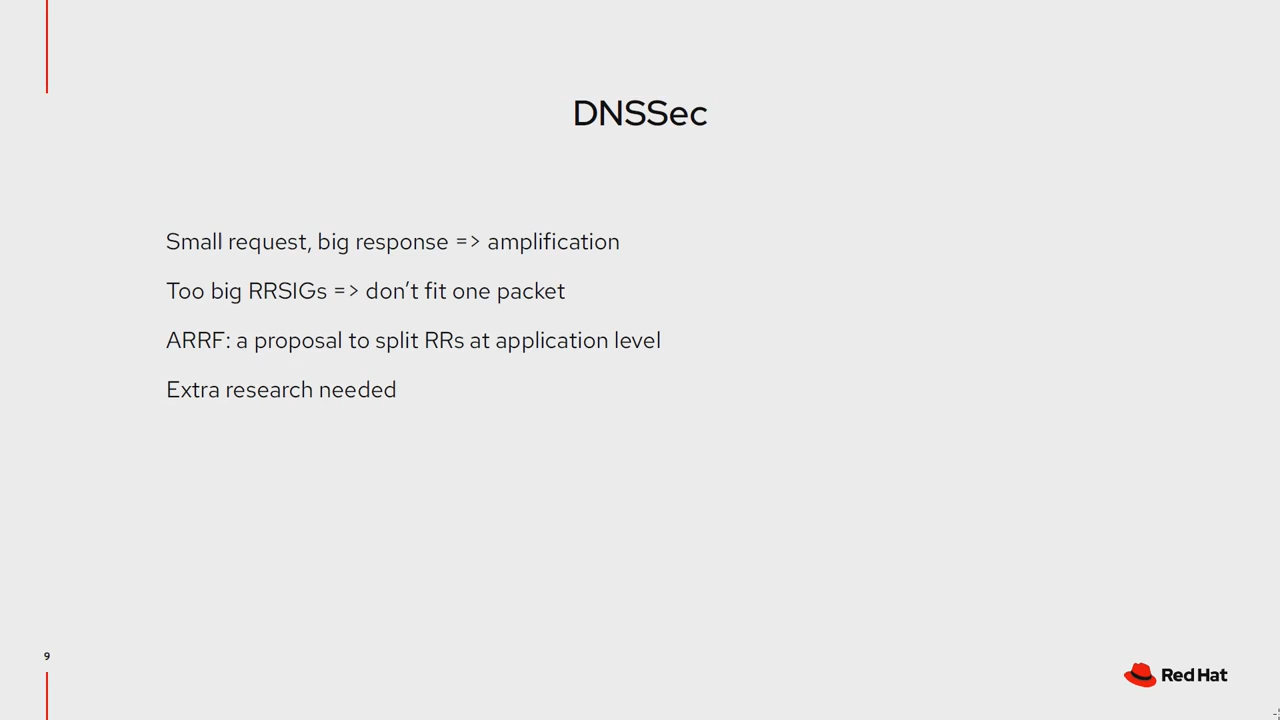 DNSSec
Small request, big response => amplification
Too big RRSIGs => don’t fit one packet
ARRF: a proposal to split RRs at application level
Extra research needed
9
Red Hat